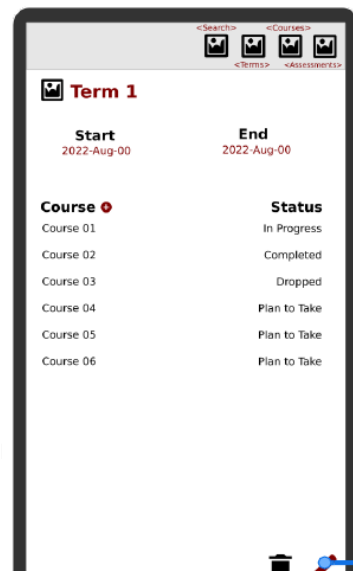 <Search> <Courses>
<Terms> <Assessments>
Term 1
Start End
2022-Aug-00 2022-Aug-00
Course Status
Course 01 In Progress
Course 02 Completed
Course 03 Dropped
Course 04 Plan to Take
Course 05 Plan to Take
Course 06 Plan to Take